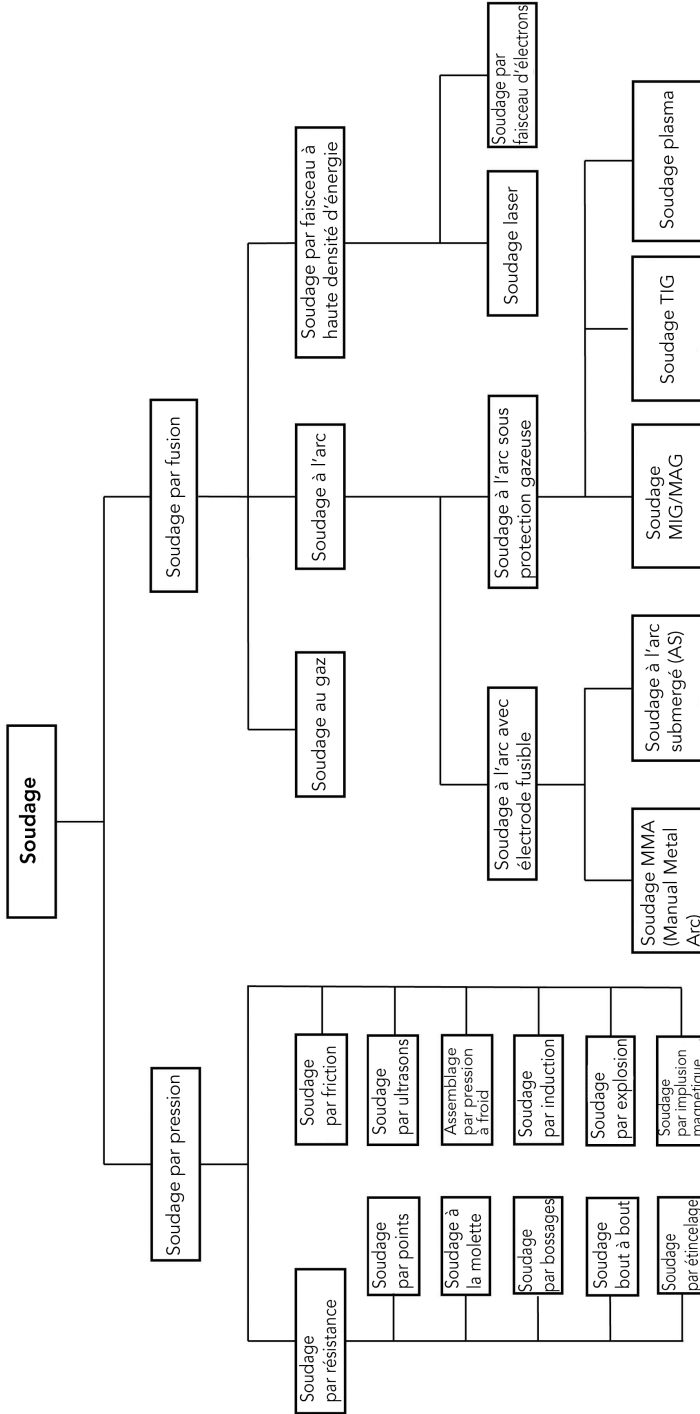 Soudage
Soudage par pression
Soudage par fusion
Soudage
par résistance
Soudage
par friction
Soudage au gaz
Soudage à l'arc
Soudage par faisceau à
haute densité d'énergie
Soudage
par points
Soudage
par ultrasons
Soudage à
la molette
Assemblage
par pression
à froid
Soudage à l'arc avec
électrode fusible
Soudage à l'arc sous
protection gazeuse
Soudage laser
Soudage par
faisceau d'électrons
Soudage
par bossages
Soudage
par induction
Soudage
bout à bout
Soudage
par explosion
Soudage
par étincelage
Soudage
par implusion
magnétique
Soudage MMA
(Manual Metal
Arc)
Soudage à l'arc
submergé (AS)
Soudage
MIG/MAG
Soudage TIG
Soudage plasma